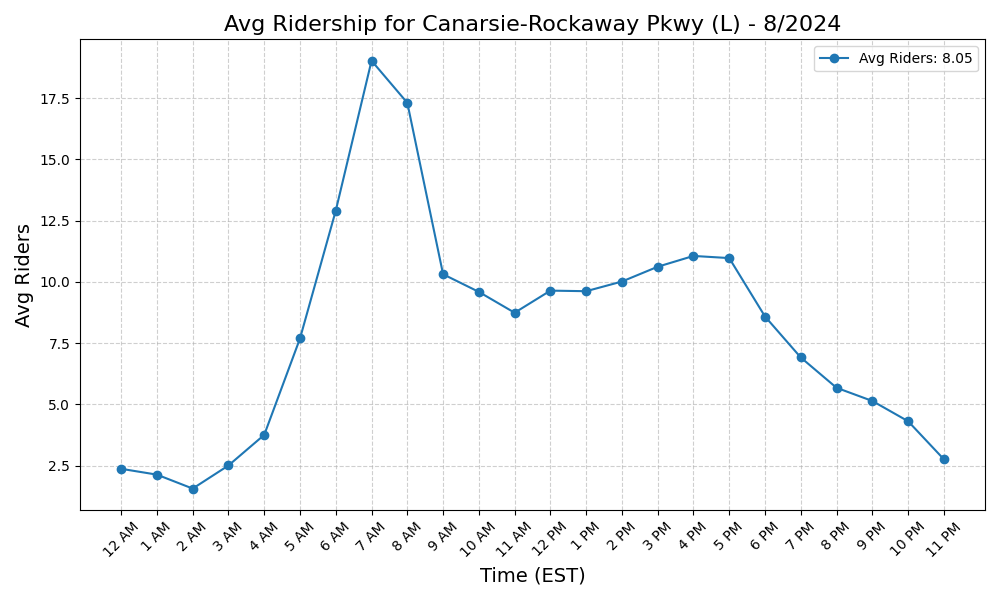 Avg Ridership for Canarsie-Rockaway Pkwy (L) - 8/2024
Avg Riders: 8.05
Avg Riders
17.5
15.0
12.5
10.0
7.5
5.0
2.5
12 AM
1 AM
2 AM
3 AM
4 AM
5 AM
6 AM
7 AM
8 AM
9 AM
10 AM
11 AM
12 PM
1 PM
2 PM
3 PM
4 PM
5 PM
6 PM
7 PM
8 PM
9 PM
10 PM
11 PM
Time (EST)